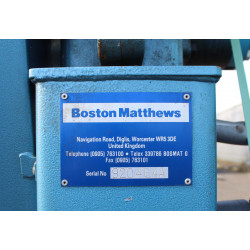 Boston Matthews
Navigation Road, Diglis, Worcester WR5 3DE
United Kingdom
Telephone (0905) 763100 • Telex 339786 BOSMAT G
Fax (0905) 763101
Serial No